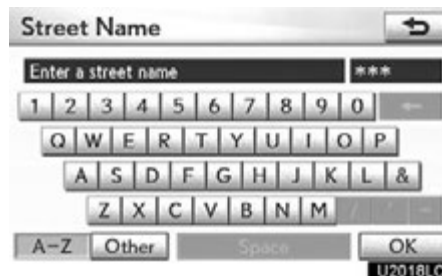 Street Name
Enter a street name ***
1 2 3 4 5 6 7 8 9 0 ←
Q W E R T Y U I O P
A S D F G H J K L &
Z X C V B N M / ' -
A-Z Other Space OK
U2018LC